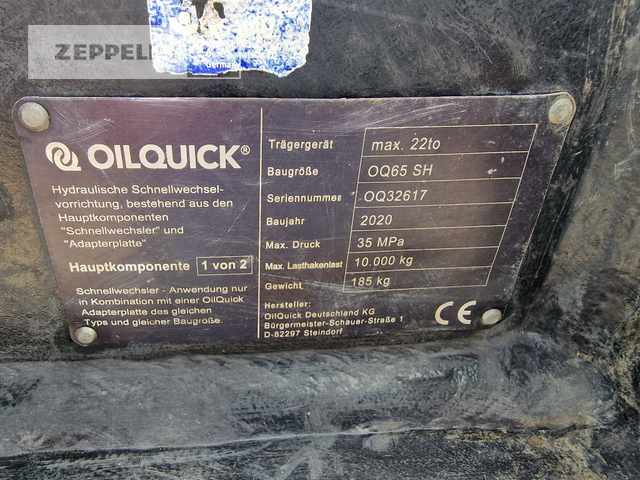 ZEPPELIN
Germany
OILQUICK®
Hydraulische Schnellwechsel-
vorrichtung, bestehend aus den
Hauptkomponenten
"Schnellwechsler" und
"Adapterplatte"
Hauptkomponente 1 von 2
Schnellwechsler - Anwendung nur
in Kombination mit einer OilQuick
Adapterplatte des gleichen
Typs und gleicher Baugröße.
Trägergerät max. 22to
Baugröße OQ65 SH
Seriennummer OQ32617
Baujahr 2020
Max. Druck 35 MPa
Max. Lasthakenlast 10.000 kg
Gewicht 185 kg
Hersteller:
OilQuick Deutschland KG
Bürgermeister-Schauer-Straße 1
D-82297 Steindorf
CE